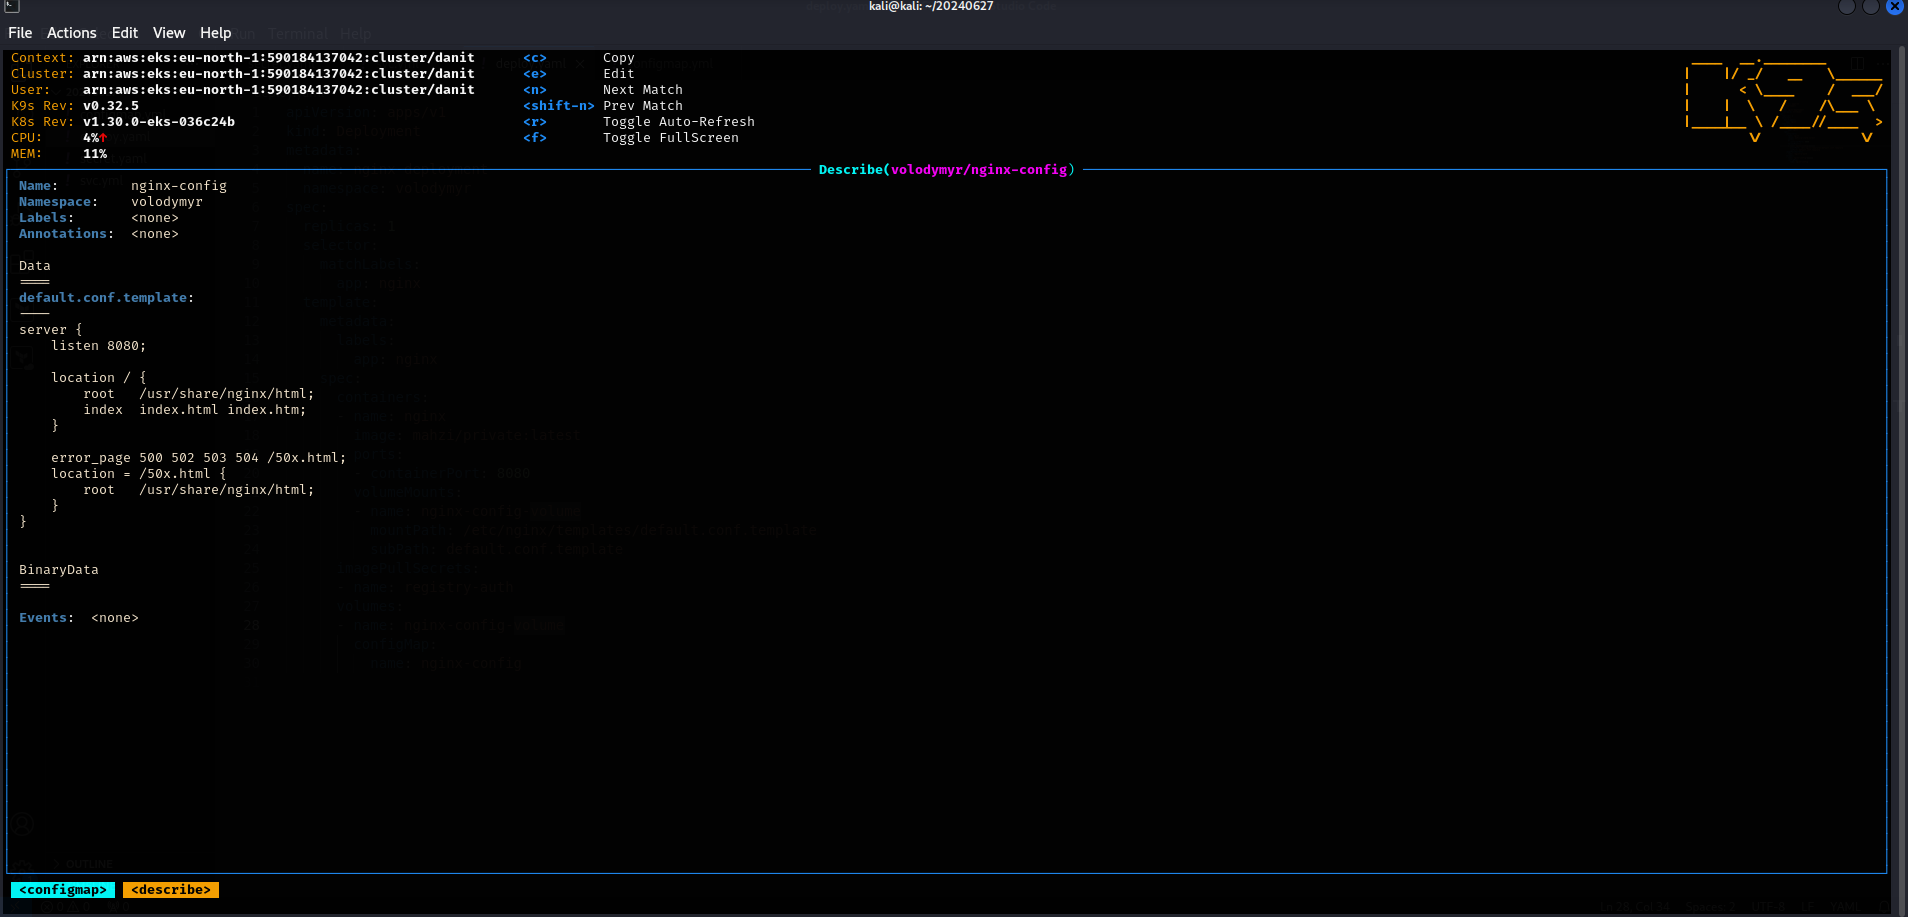 kali@kali: ~/20240627
File Actions Edit View Help
Context: arn:aws:eks:eu-north-1:590184137042:cluster/danit <c> Copy
Cluster: arn:aws:eks:eu-north-1:590184137042:cluster/danit <e> Edit
User: arn:aws:eks:eu-north-1:590184137042:cluster/danit <n> Next Match
K9s Rev: v0.32.5 <shift-n> Prev Match
K8s Rev: v1.30.0-eks-036c24b <r> Toggle Auto-Refresh
CPU: 4%↑ <f> Toggle FullScreen
MEM: 11%
Describe(volodymyr/nginx-config)
Name: nginx-config
Namespace: volodymyr
Labels: <none>
Annotations: <none>
Data
====
default.conf.template:
----
server {
    listen 8080;
    location / {
        root   /usr/share/nginx/html;
        index  index.html index.htm;
    }
    error_page 500 502 503 504 /50x.html;
    location = /50x.html {
        root   /usr/share/nginx/html;
    }
}
BinaryData
====
Events:  <none>
<configmap> <describe>